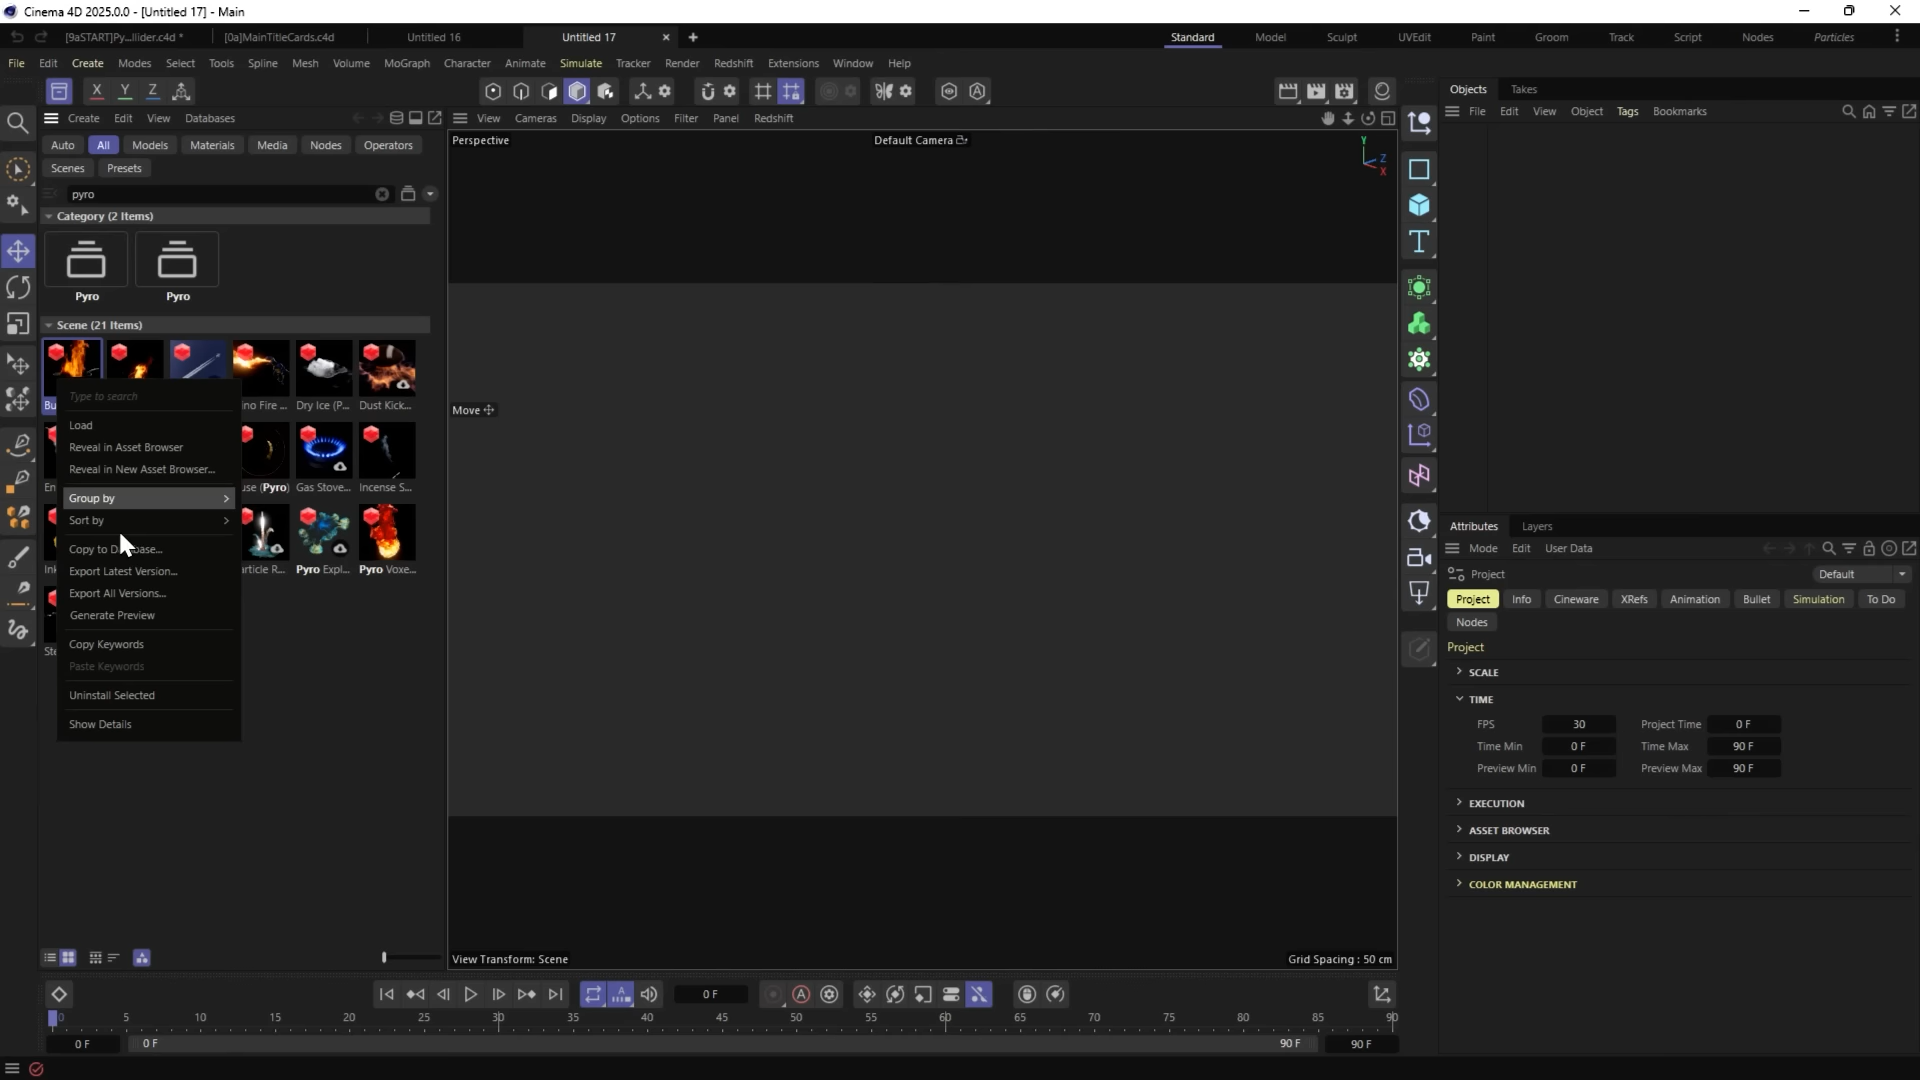 Cinema 4D 2025.0.0 - [Untitled 17] - Main
[9aSTART]Py...llider.c4d * [0a]MainTitleCards.c4d Untitled 16 Untitled 17
Standard Model Sculpt UVEdit Paint Groom Track Script Nodes Particles
File Edit Create Modes Select Tools Spline Mesh Volume MoGraph Character Animate Simulate Tracker Render Redshift Extensions Window Help
X Y Z
Objects Takes
Create Edit View Databases
View Cameras Display Options Filter Panel Redshift
File Edit View Object Tags Bookmarks
Auto All Models Materials Media Nodes Operators
Scenes Presets
pyro
Category (2 Items)
Pyro Pyro
Scene (21 Items)
Bu ino Fire ... Dry Ice (P... Dust Kick...
En use (Pyro) Gas Stove... Incense S...
Ink article R... Pyro Expl... Pyro Voxe...
Ste
Type to search
Load
Reveal in Asset Browser
Reveal in New Asset Browser...
Group by
Sort by
Copy to D base...
Export Latest Version...
Export All Versions...
Generate Preview
Copy Keywords
Paste Keywords
Uninstall Selected
Show Details
Perspective
Default Camera
Y
Z
X
Move
View Transform: Scene
Grid Spacing : 50 cm
Attributes Layers
Mode Edit User Data
Project Default
Project Info Cineware XRefs Animation Bullet Simulation To Do
Nodes
Project
SCALE
TIME
FPS 30 Project Time 0 F
Time Min 0 F Time Max 90 F
Preview Min 0 F Preview Max 90 F
EXECUTION
ASSET BROWSER
DISPLAY
COLOR MANAGEMENT
0 F
0 5 10 15 20 25 30 35 40 45 50 55 60 65 70 75 80 85 90
0 F 0 F 90 F 90 F